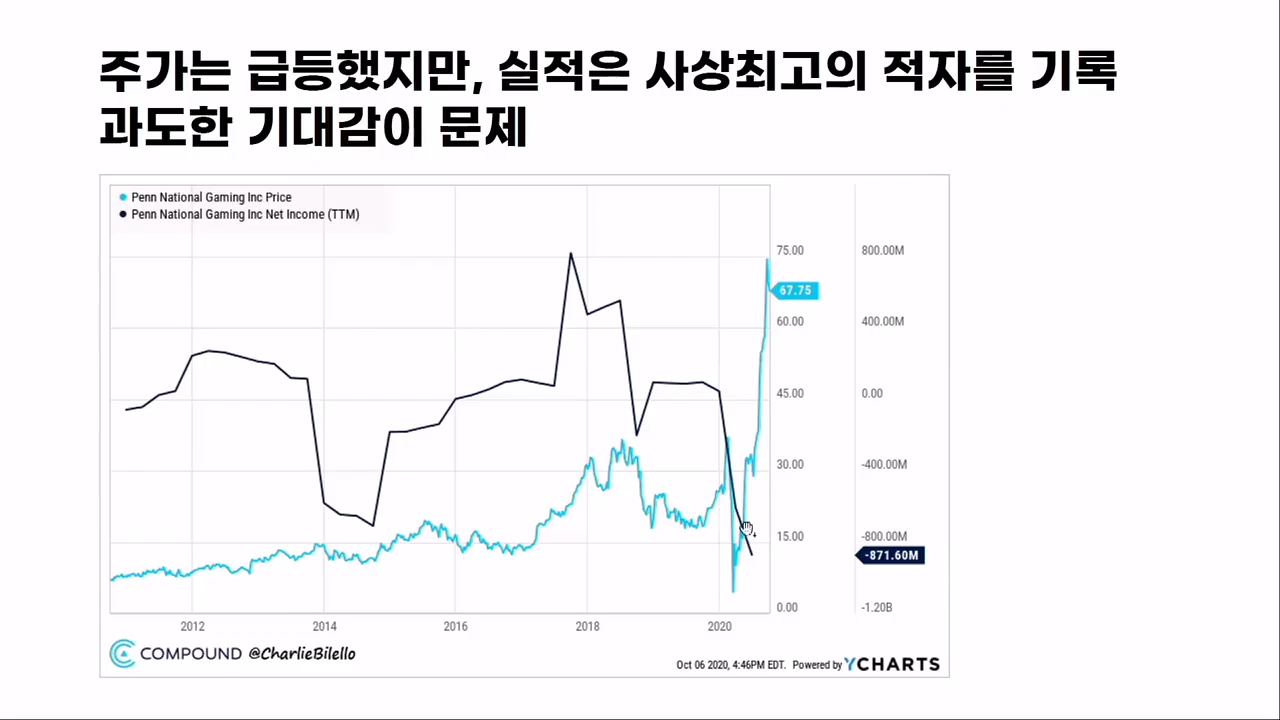 주가는 급등했지만, 실적은 사상최고의 적자를 기록
과도한 기대감이 문제
Penn National Gaming Inc Price
Penn National Gaming Inc Net Income (TTM)
75.00 800.00M
67.75
60.00 400.00M
45.00 0.00
30.00 -400.00M
15.00 -800.00M
-871.60M
0.00 -1.20B
2012 2014 2016 2018 2020
COMPOUND @CharlieBilello
Oct 06 2020, 4:46PM EDT. Powered by YCHARTS